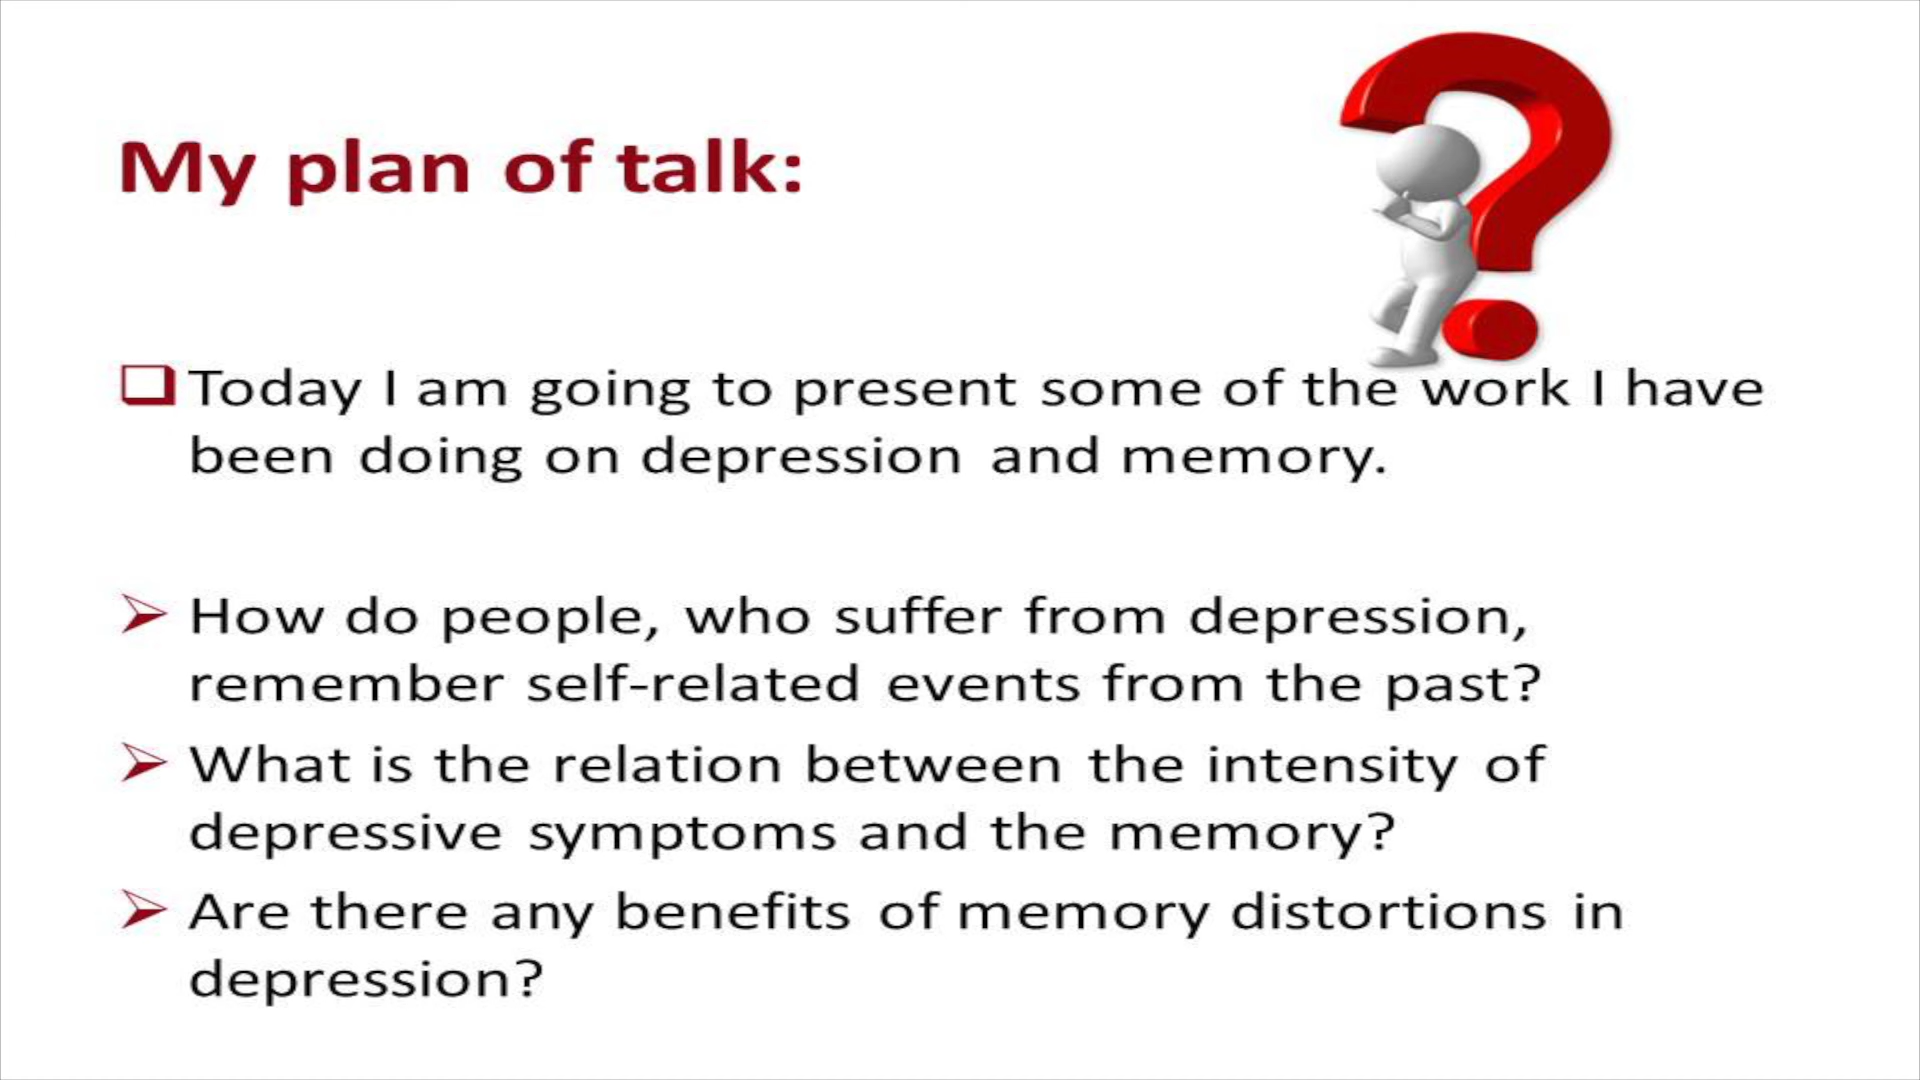 My plan of talk:
Today I am going to present some of the work I have
been doing on depression and memory.
How do people, who suffer from depression,
remember self-related events from the past?
What is the relation between the intensity of
depressive symptoms and the memory?
Are there any benefits of memory distortions in
depression?